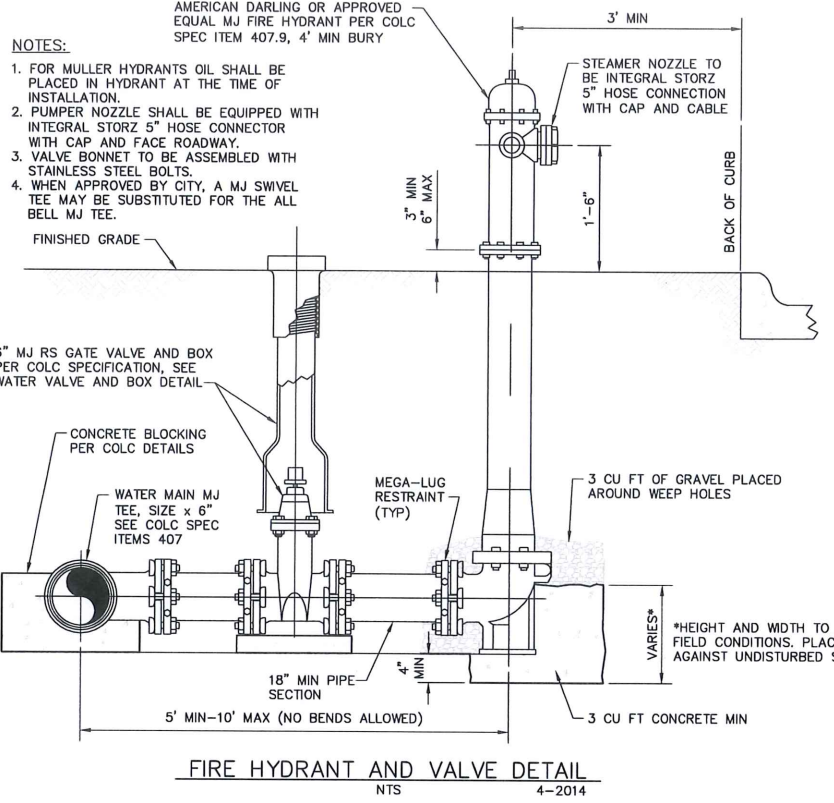 AMERICAN DARLING OR APPROVED
EQUAL MJ FIRE HYDRANT PER COLC
SPEC ITEM 407.9, 4' MIN BURY
3' MIN
NOTES:
1. FOR MULLER HYDRANTS OIL SHALL BE
PLACED IN HYDRANT AT THE TIME OF
INSTALLATION.
2. PUMPER NOZZLE SHALL BE EQUIPPED WITH
INTEGRAL STORZ 5" HOSE CONNECTOR
WITH CAP AND FACE ROADWAY.
3. VALVE BONNET TO BE ASSEMBLED WITH
STAINLESS STEEL BOLTS.
4. WHEN APPROVED BY CITY, A MJ SWIVEL
TEE MAY BE SUBSTITUTED FOR THE ALL
BELL MJ TEE.
STEAMER NOZZLE TO
BE INTEGRAL STORZ
5" HOSE CONNECTION
WITH CAP AND CABLE
3" MIN
6" MAX
1'-6"
BACK OF CURB
FINISHED GRADE
" MJ RS GATE VALVE AND BOX
PER COLC SPECIFICATION, SEE
WATER VALVE AND BOX DETAIL
CONCRETE BLOCKING
PER COLC DETAILS
WATER MAIN MJ
TEE, SIZE x 6"
SEE COLC SPEC
ITEMS 407
MEGA-LUG
RESTRAINT
(TYP)
3 CU FT OF GRAVEL PLACED
AROUND WEEP HOLES
VARIES*
*HEIGHT AND WIDTH TO
FIELD CONDITIONS. PLAC
AGAINST UNDISTURBED S
18" MIN PIPE
SECTION
4"
MIN
5' MIN-10' MAX (NO BENDS ALLOWED)
3 CU FT CONCRETE MIN
FIRE HYDRANT AND VALVE DETAIL
NTS
4-2014